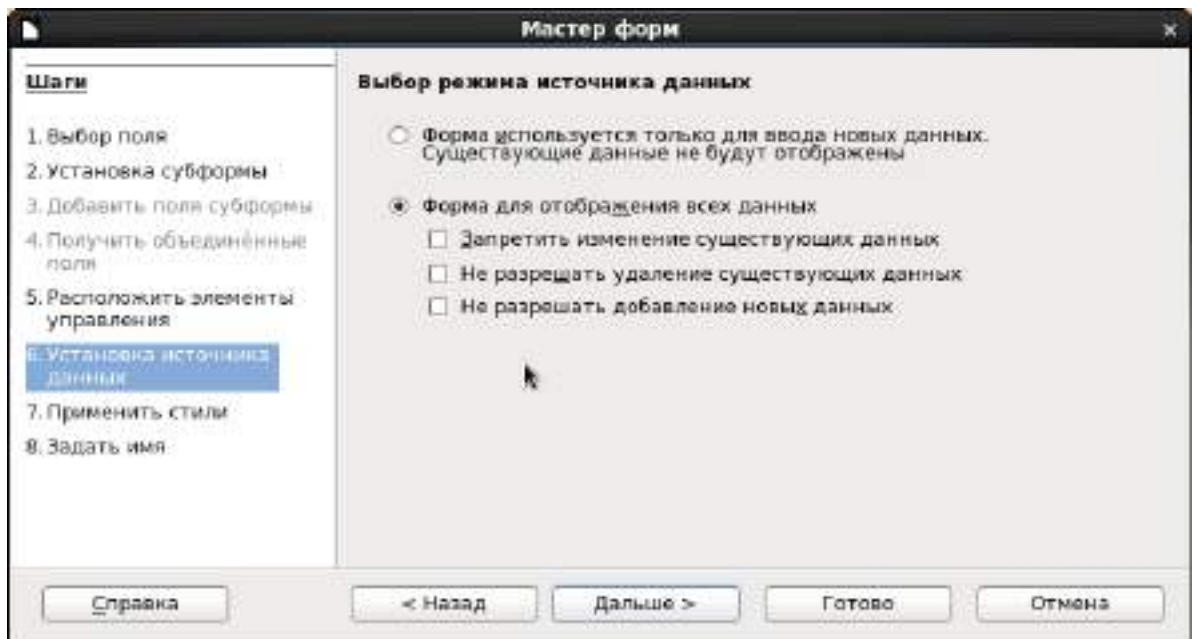 Мастер форм
Шаги
1. Выбор поля
2. Установка субформы
3. Добавить поля субформы
4. Получить объединённые
поля
5. Расположить элементы
управления
6. Установка источника
данных
7. Применить стили
8. Задать имя
Выбор режима источника данных
Форма используется только для ввода новых данных.
Существующие данные не будут отображены
Форма для отображения всех данных
Запретить изменение существующих данных
Не разрешать удаление существующих данных
Не разрешать добавление новых данных
Справка
< Назад
Дальше >
Готово
Отмена